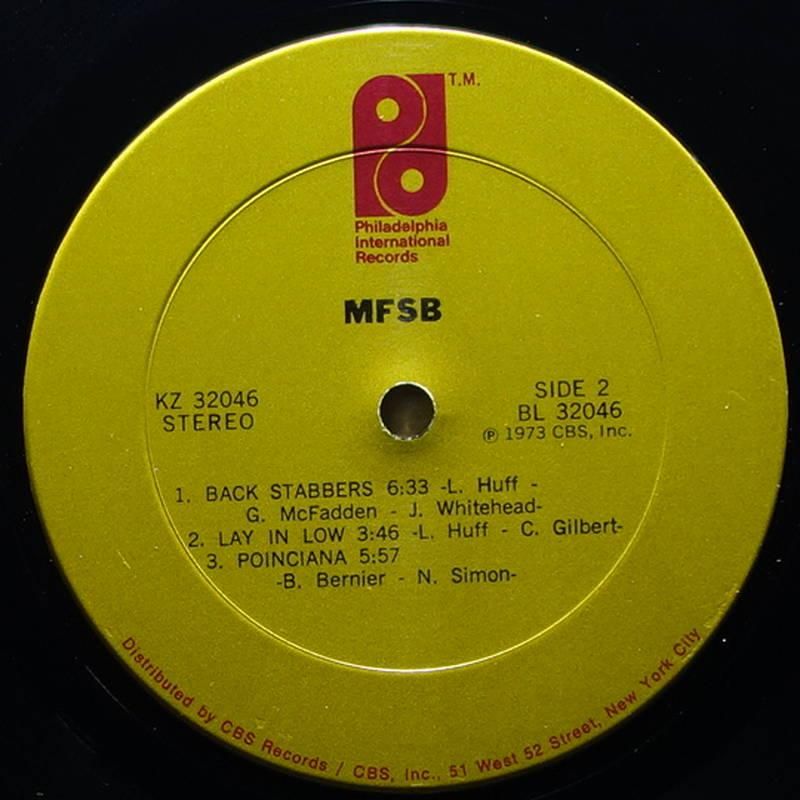 T.M.
Philadelphia
International
Records
MFSB
KZ 32046
STEREO
SIDE 2
BL 32046
℗ 1973 CBS, Inc.
1. BACK STABBERS 6:33 -L. Huff -
G. McFadden - J. Whitehead-
2. LAY IN LOW 3:46 -L. Huff - C. Gilbert-
3. POINCIANA 5:57
-B. Bernier - N. Simon-
Distributed by CBS Records / CBS, Inc., 51 West 52 Street, New York City